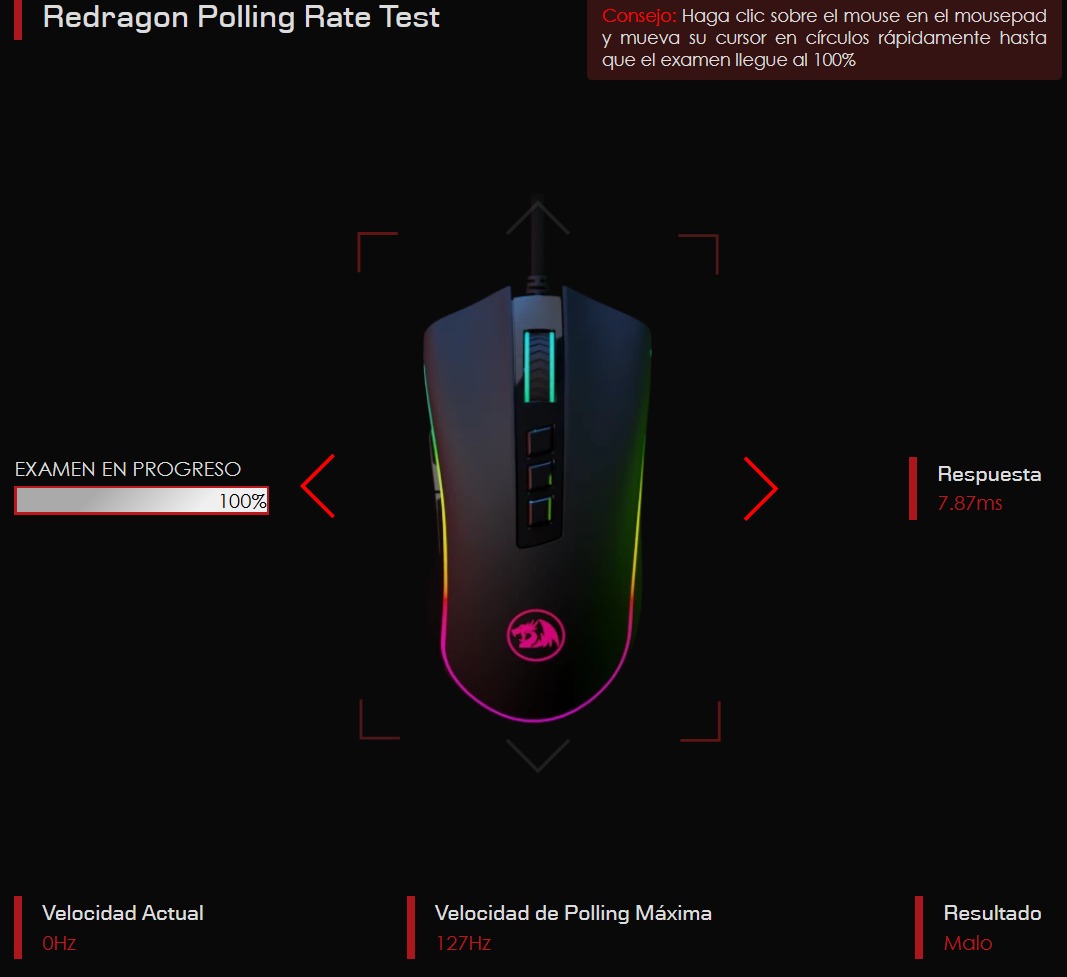 Redragon Polling Rate Test
Consejo: Haga clic sobre el mouse en el mousepad
y mueva su cursor en círculos rápidamente hasta
que el examen llegue al 100%
EXAMEN EN PROGRESO
100%
Respuesta
7.87ms
Velocidad Actual
0Hz
Velocidad de Polling Máxima
127Hz
Resultado
Malo